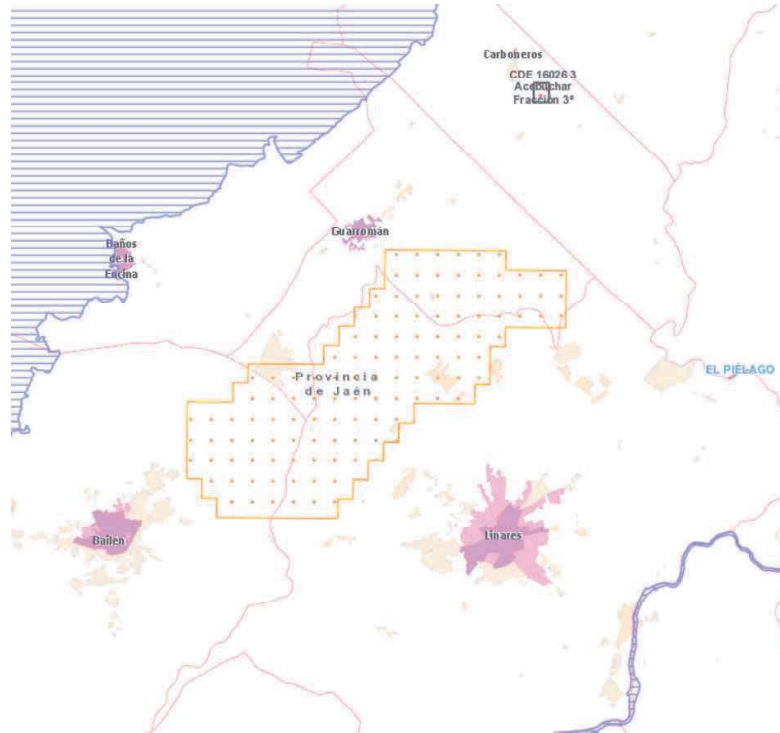 Carboneros
CDE 16026 3
Acebuchar
Fracción 3ª
Guarromán
Baños
de la
Encina
EL PIÉLAGO
Provincia
de Jaén
Bailén
Linares